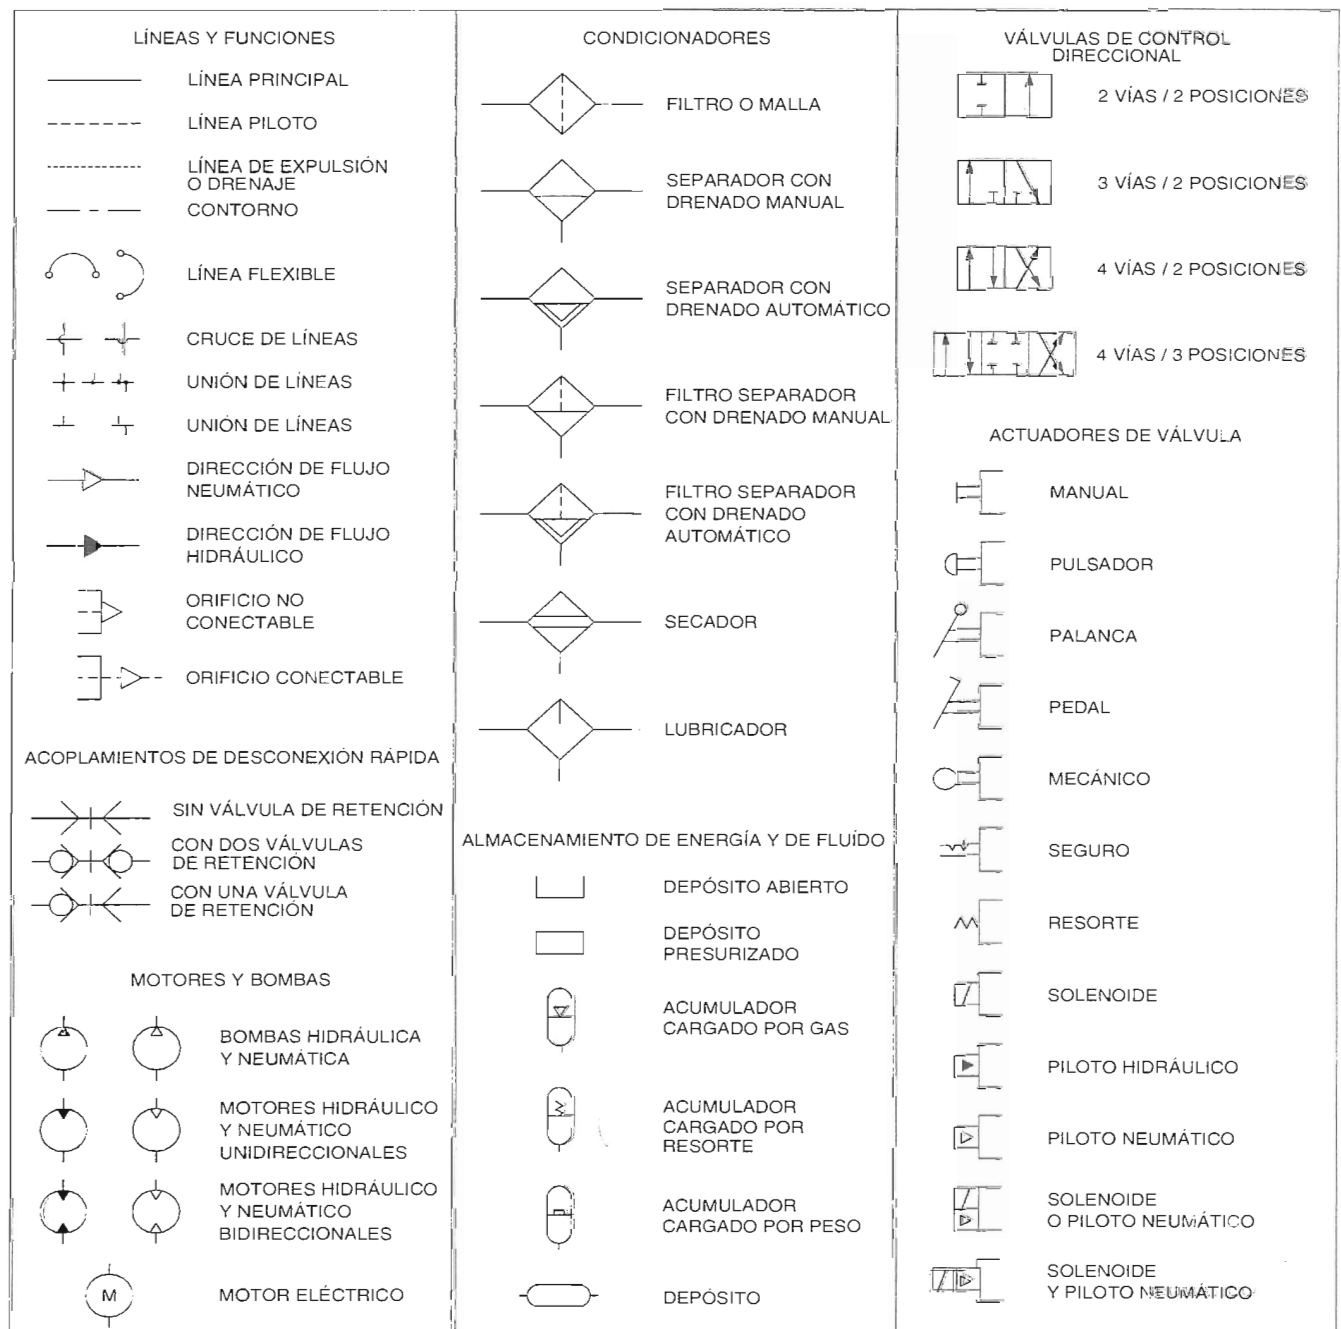 LÍNEAS Y FUNCIONES
LÍNEA PRINCIPAL
LÍNEA PILOTO
LÍNEA DE EXPULSIÓN
O DRENAJE
CONTORNO
LÍNEA FLEXIBLE
CRUCE DE LÍNEAS
UNIÓN DE LÍNEAS
UNIÓN DE LÍNEAS
DIRECCIÓN DE FLUJO
NEUMÁTICO
DIRECCIÓN DE FLUJO
HIDRÁULICO
ORIFICIO NO
CONECTABLE
ORIFICIO CONECTABLE
ACOPLAMIENTOS DE DESCONEXIÓN RÁPIDA
SIN VÁLVULA DE RETENCIÓN
CON DOS VÁLVULAS
DE RETENCIÓN
CON UNA VÁLVULA
DE RETENCIÓN
MOTORES Y BOMBAS
BOMBAS HIDRÁULICA
Y NEUMÁTICA
MOTORES HIDRÁULICO
Y NEUMÁTICO
UNIDIRECCIONALES
MOTORES HIDRÁULICO
Y NEUMÁTICO
BIDIRECCIONALES
M
MOTOR ELÉCTRICO
CONDICIONADORES
FILTRO O MALLA
SEPARADOR CON
DRENADO MANUAL
SEPARADOR CON
DRENADO AUTOMÁTICO
FILTRO SEPARADOR
CON DRENADO MANUAL
FILTRO SEPARADOR
CON DRENADO
AUTOMÁTICO
SECADOR
LUBRICADOR
ALMACENAMIENTO DE ENERGÍA Y DE FLUÍDO
DEPÓSITO ABIERTO
DEPÓSITO
PRESURIZADO
ACUMULADOR
CARGADO POR GAS
ACUMULADOR
CARGADO POR
RESORTE
ACUMULADOR
CARGADO POR PESO
DEPÓSITO
VÁLVULAS DE CONTROL
DIRECCIONAL
2 VÍAS / 2 POSICIONES
3 VÍAS / 2 POSICIONES
4 VÍAS / 2 POSICIONES
4 VÍAS / 3 POSICIONES
ACTUADORES DE VÁLVULA
MANUAL
PULSADOR
PALANCA
PEDAL
MECÁNICO
SEGURO
RESORTE
SOLENOIDE
PILOTO HIDRÁULICO
PILOTO NEUMÁTICO
SOLENOIDE
O PILOTO NEUMÁTICO
SOLENOIDE
Y PILOTO NEUMÁTICO